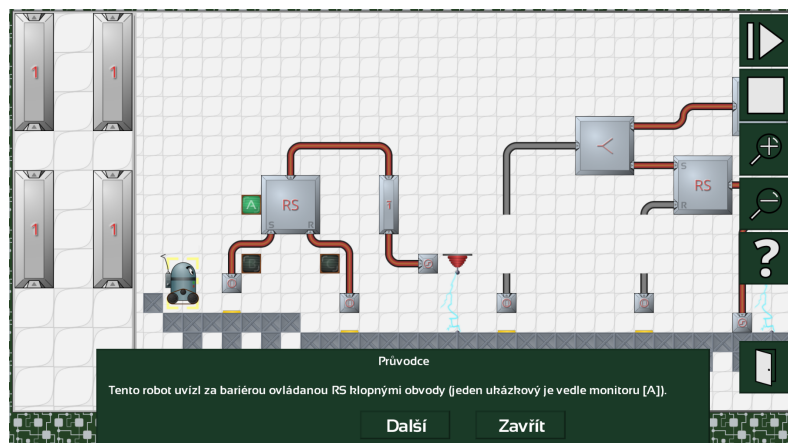 1
1
1
1
A
RS
S
R
T
S
RS
R
?
Průvodce
Tento robot uvízl za bariérou ovládanou RS klopnými obvody (jeden ukázkový je vedle monitoru [A]).
Další
Zavřít